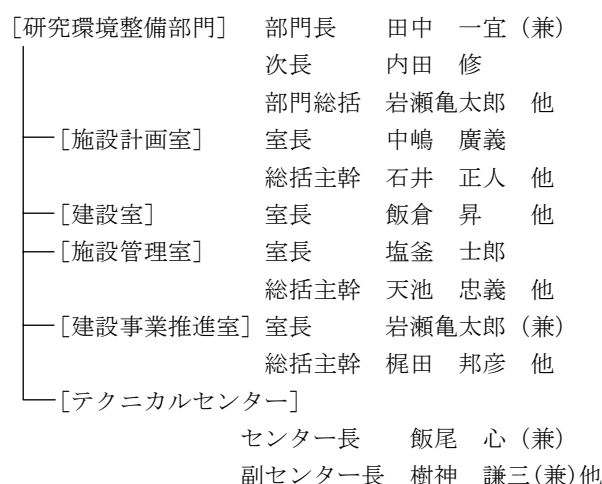 [研究環境整備部門] 部門長 田中 一宜（兼）
次長 内田 修
部門総括 岩瀬亀太郎 他
[施設計画室] 室長 中嶋 廣義
総括主幹 石井 正人 他
[建設室] 室長 飯倉 昇 他
[施設管理室] 室長 塩釜 士郎
総括主幹 天池 忠義 他
[建設事業推進室] 室長 岩瀬亀太郎（兼）
総括主幹 梶田 邦彦 他
[テクニカルセンター]
センター長 飯尾 心（兼）
副センター長 樹神 謙三(兼)他